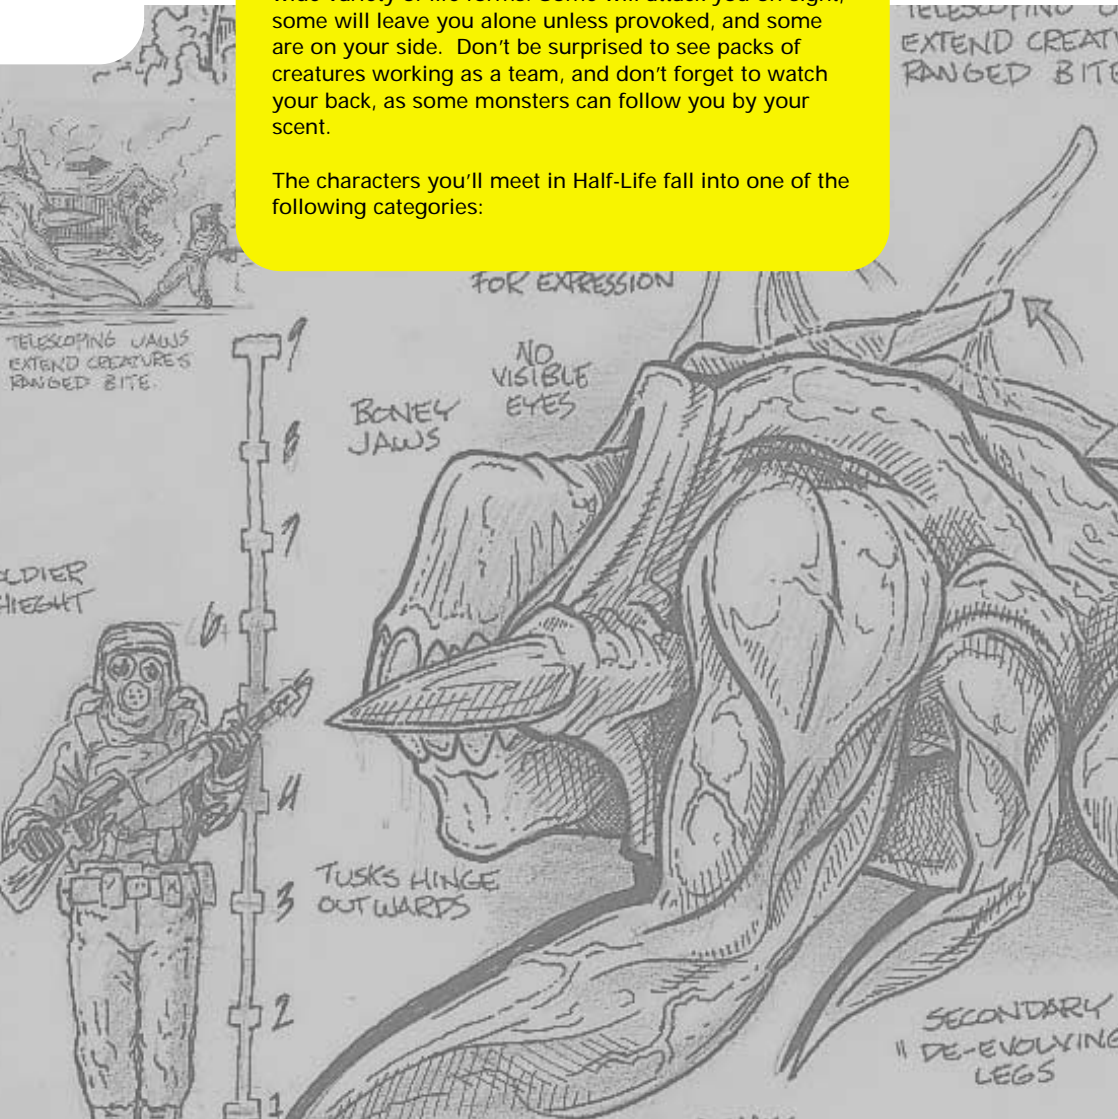 some will leave you alone unless provoked, and some
are on your side.  Don't be surprised to see packs of
creatures working as a team, and don't forget to watch
your back, as some monsters can follow you by your
scent.
The characters you'll meet in Half-Life fall into one of the
following categories:
EXTEND
RANGED BITE
FOR EXPRESSION
TELESCOPING JAWS
EXTEND CREATURES
RANGED BITE.
NO
VISIBLE
EYES
BONEY
JAWS
9
8
7
6
HIEGHT
4
3
2
1
TUSKS HINGE
OUTWARDS
SECONDARY
" DE-EVOLVING
LEGS